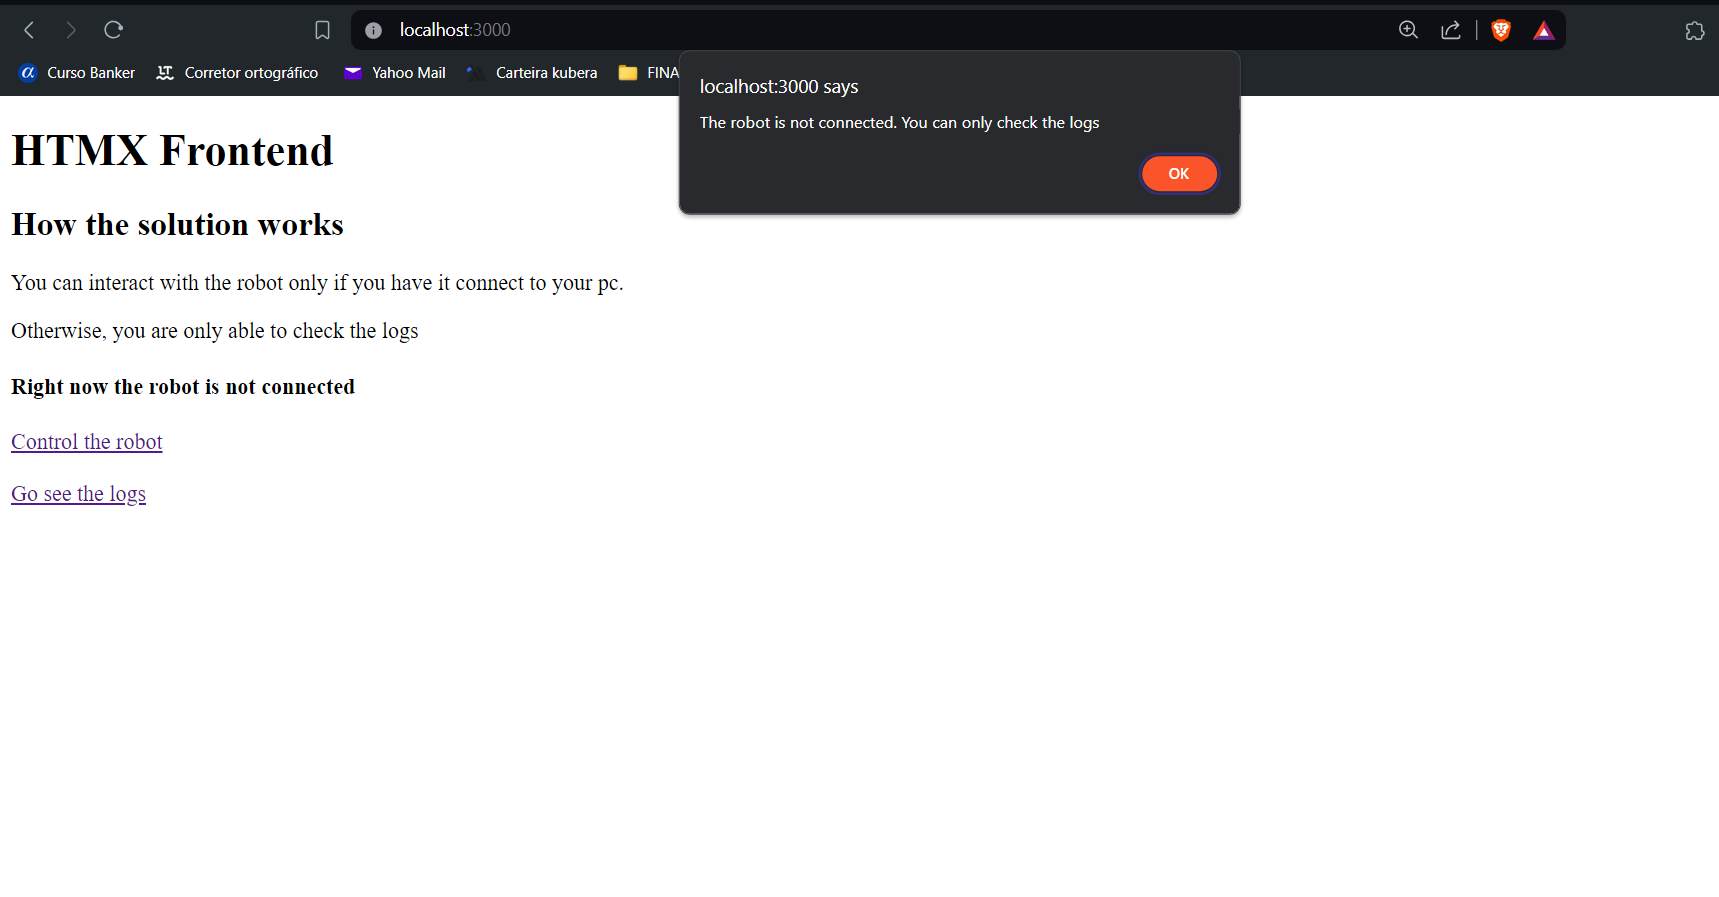 localhost:3000
Curso Banker Corretor ortográfico Yahoo Mail Carteira kubera FINA
localhost:3000 says
The robot is not connected. You can only check the logs
OK
HTMX Frontend
How the solution works
You can interact with the robot only if you have it connect to your pc.
Otherwise, you are only able to check the logs
Right now the robot is not connected
Control the robot
Go see the logs